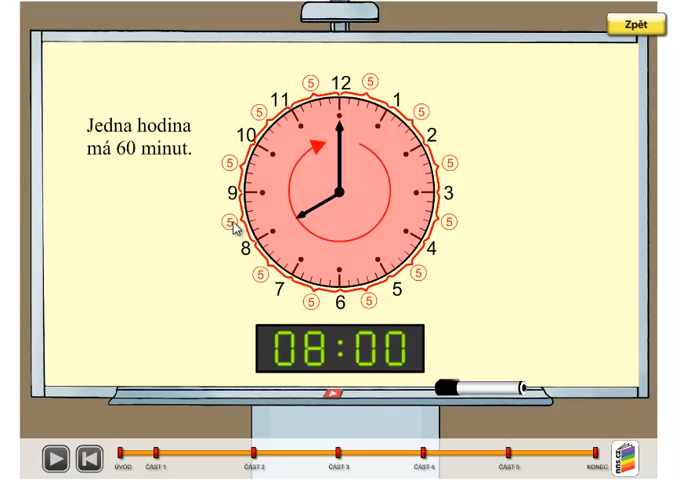 Zpět
12
5
5
11
1
5
5
Jedna hodina
má 60 minut.
10
2
5
5
9
3
5
5
8
4
5
5
7
5
5
5
6
08:00
ÚVOD
ČÁST 1
ČÁST 2
ČÁST 3
ČÁST 4
ČÁST 5
KONEC
nns.cz